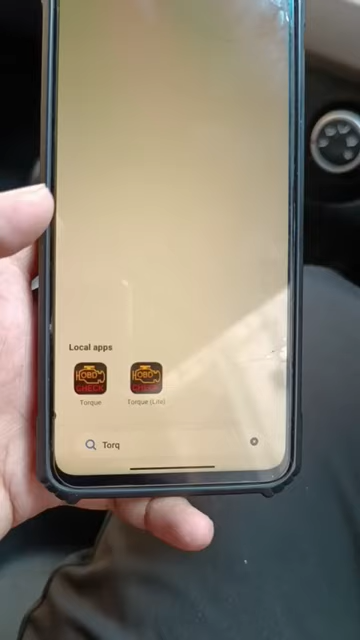 Local apps
OBD
CHECK
OBD
CHECK
Torque
Torque (Lite)
Torq